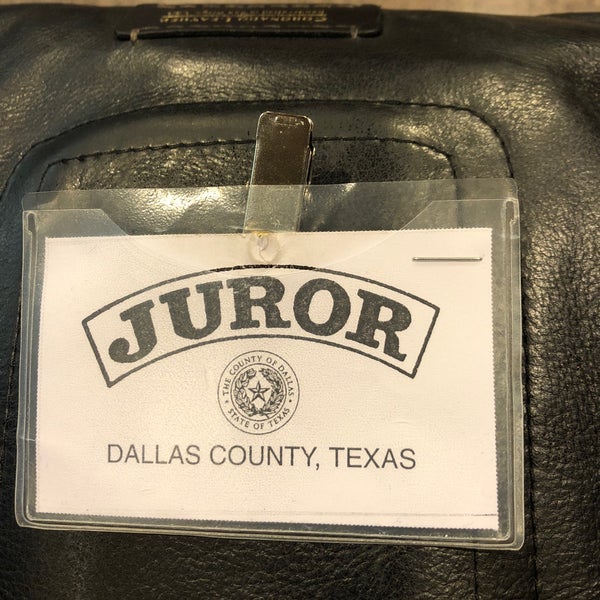 JUROR
THE COUNTY OF DALLAS
STATE OF TEXAS
DALLAS COUNTY, TEXAS